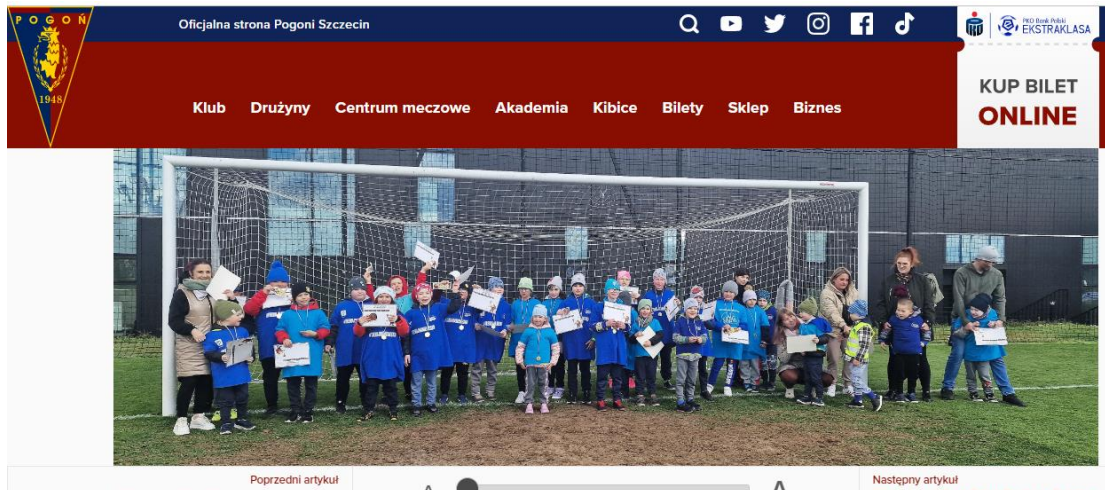 POGOŃ
1948
Oficjalna strona Pogoni Szczecin
PKO Bank Polski
EKSTRAKLASA
KUP BILET
ONLINE
Klub Drużyny Centrum meczowe Akademia Kibice Bilety Sklep Biznes
Poprzedni artykuł
A
A
Następny artykuł